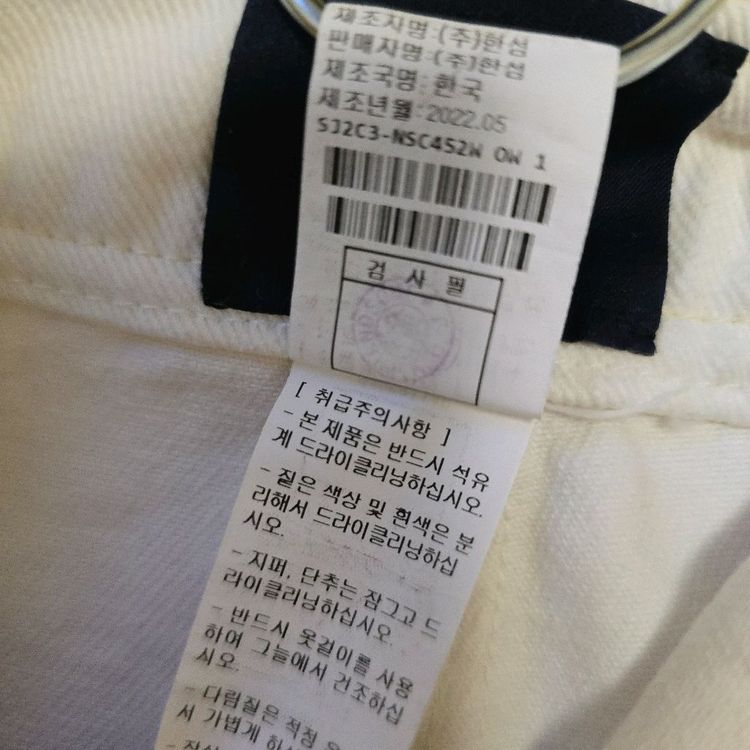 제조자명:(주)한섬
판매자명:(주)한섬
제조국명:한국
제조년월:2022.05
SJ2C3-NSC452W OW 1
검 사 필
[ 취급주의사항 ]
- 본 제품은 반드시 석유
계 드라이클리닝하십시오.
- 짙은 색상 및 흰색은 분
리해서 드라이클리닝하십
시오.
- 지퍼, 단추는 잠그고 드
라이클리닝하십시오
- 반드시 옷걸이를 사용
하여 그늘에서 건조하십
시오.
- 다림질은 적정
서 가볍게